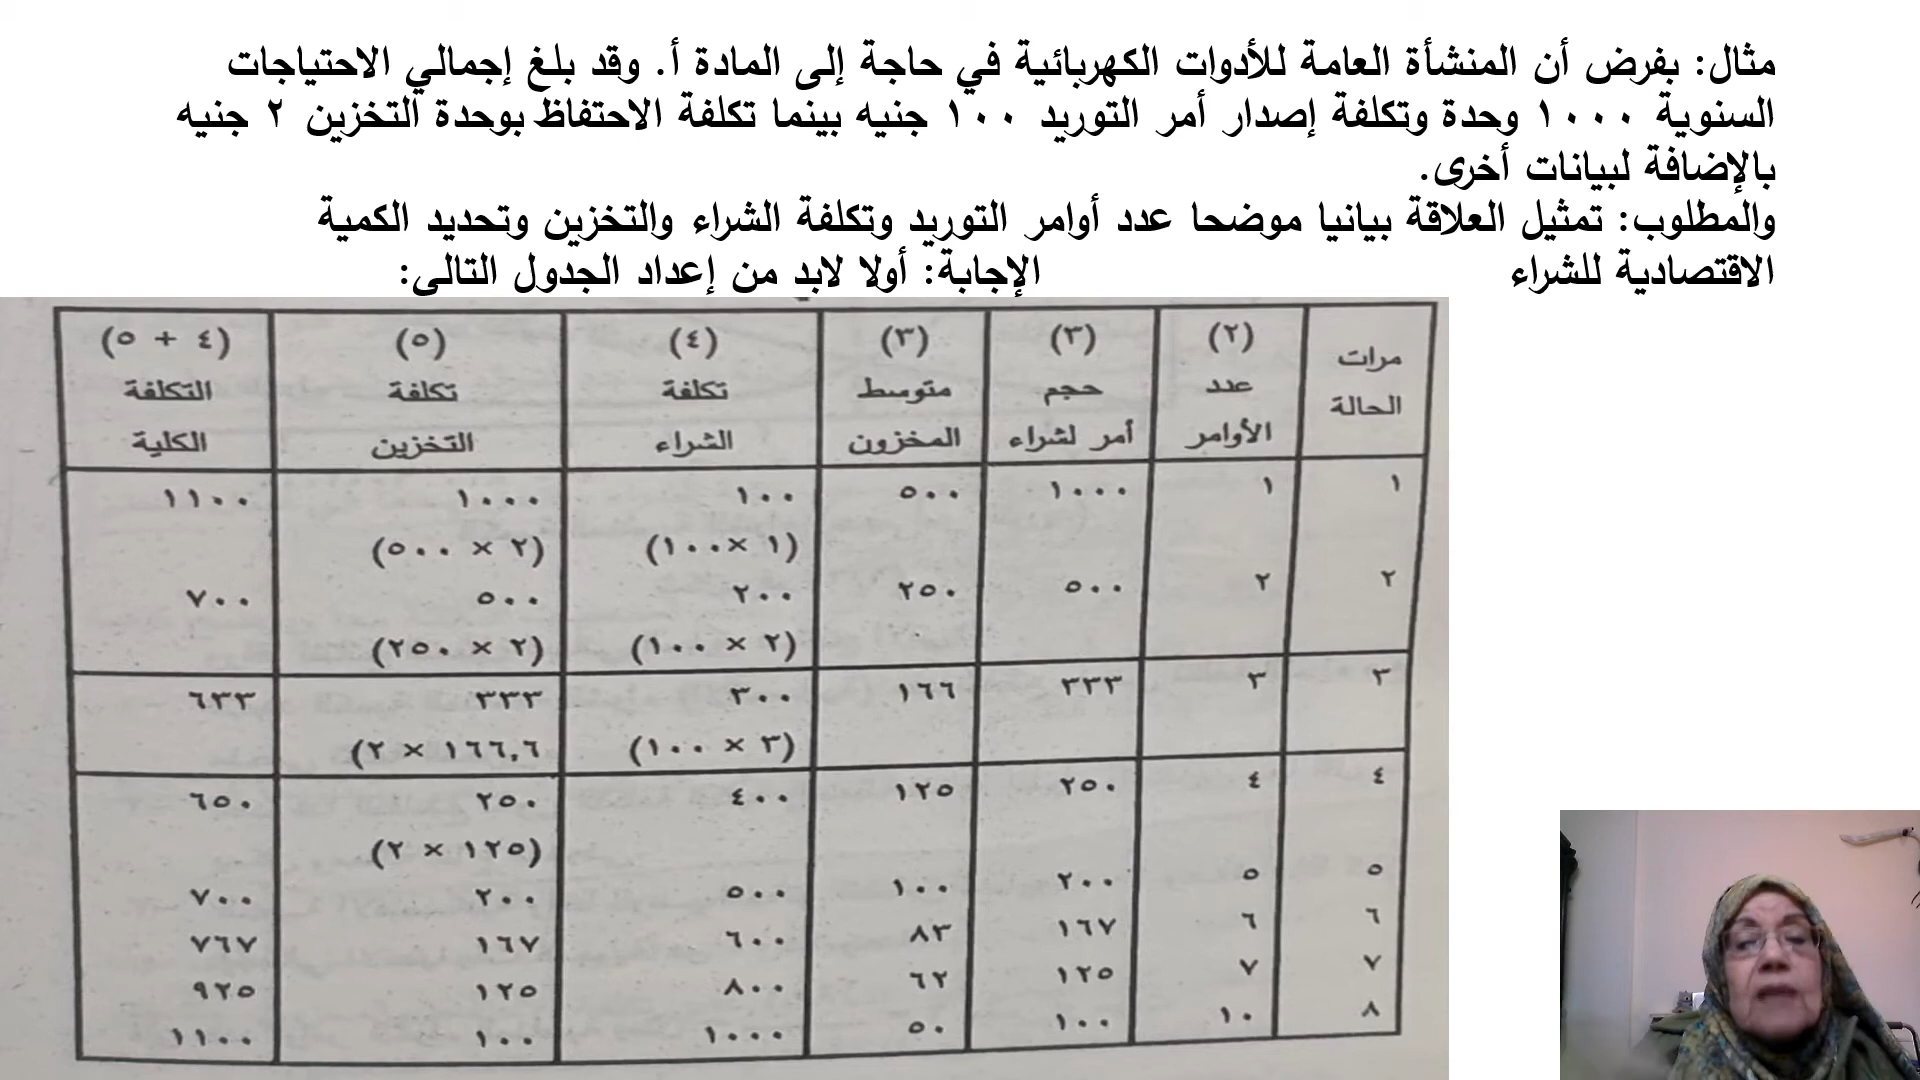 مثال: بفرض أن المنشأة العامة للأدوات الكهربائية في حاجة إلى المادة أ. وقد بلغ إجمالي الاحتياجات
السنوية ١٠٠٠ وحدة وتكلفة إصدار أمر التوريد ١٠٠ جنيه بينما تكلفة الاحتفاظ بوحدة التخزين ٢ جنيه
بالإضافة لبيانات أخرى.
والمطلوب: تمثيل العلاقة بيانيا موضحا عدد أوامر التوريد وتكلفة الشراء والتخزين وتحديد الكمية
الاقتصادية للشراء الإجابة: أولا لابد من إعداد الجدول التالى:
(٢) (٣) (٣) (٤) (٥) (٤ + ٥)
مرات عدد حجم متوسط تكلفة تكلفة التكلفة
الحالة الأوامر أمر لشراء المخزون الشراء التخزين الكلية
١ ١ ١٠٠٠ ٥٠٠ ١٠٠ ١٠٠٠ ١١٠٠
(١ ×١٠٠) (٢ × ٥٠٠)
٢ ٢ ٥٠٠ ٢٥٠ ٢٠٠ ٥٠٠ ٧٠٠
(٢ × ١٠٠) (٢ × ٢٥٠)
٣ ٣ ٣٣٣ ١٦٦ ٣٠٠ ٣٣٣ ٦٣٣
(٣ × ١٠٠) ١٦٦,٦ × ٢)
٤ ٤ ٢٥٠ ١٢٥ ٤٠٠ ٢٥٠ ٦٥٠
(١٢٥ × ٢)
٥ ٥ ٢٠٠ ١٠٠ ٥٠٠ ٢٠٠ ٧٠٠
٦ ٦ ١٦٧ ٨٣ ٦٠٠ ١٦٧ ٧٦٧
٧ ٧ ١٢٥ ٦٢ ٨٠٠ ١٢٥ ٩٢٥
٨ ١٠ ١٠٠ ٥٠ ١٠٠٠ ١٠٠ ١١٠٠